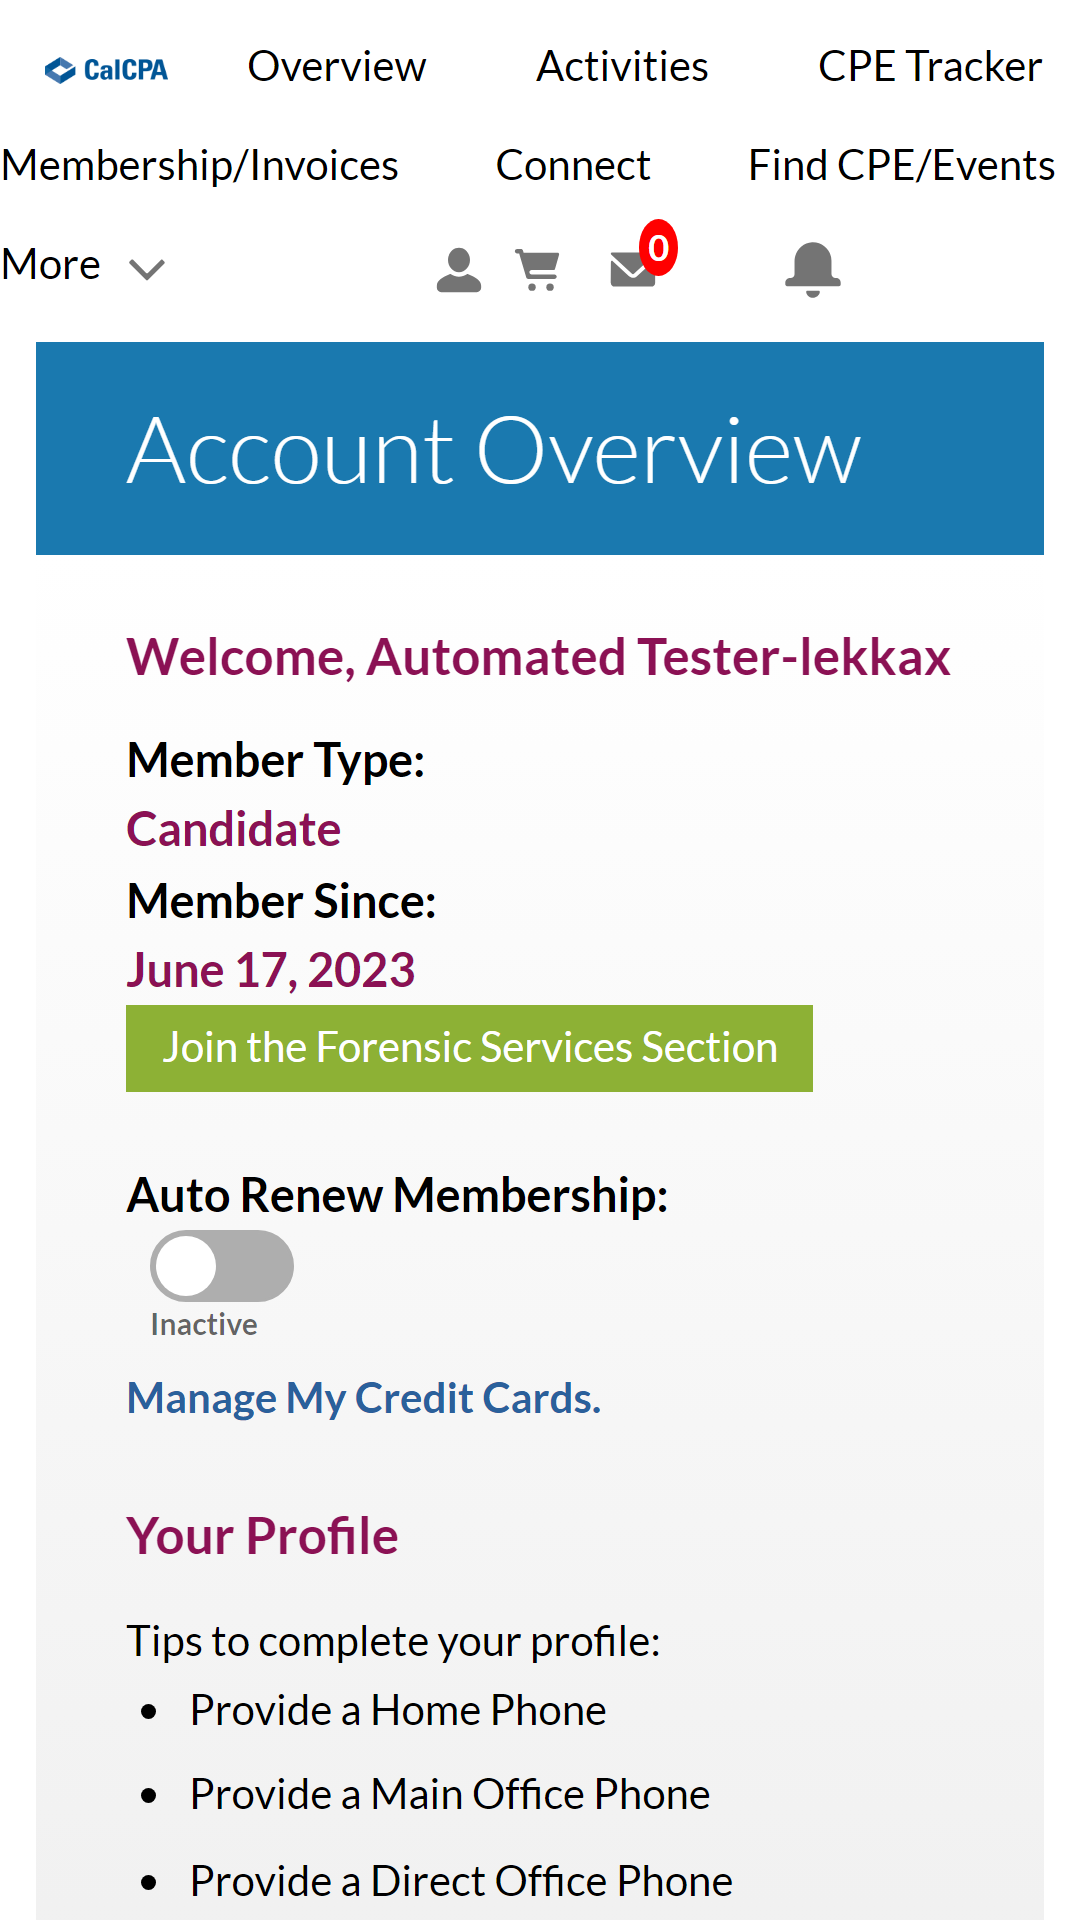 CalCPA Overview Activities CPE Tracker
Membership/Invoices Connect Find CPE/Events
More 0
Account Overview
Welcome, Automated Tester-lekkax
Member Type:
Candidate
Member Since:
June 17, 2023
Join the Forensic Services Section
Auto Renew Membership:
Inactive
Manage My Credit Cards.
Your Profile
Tips to complete your profile:
• Provide a Home Phone
• Provide a Main Office Phone
• Provide a Direct Office Phone